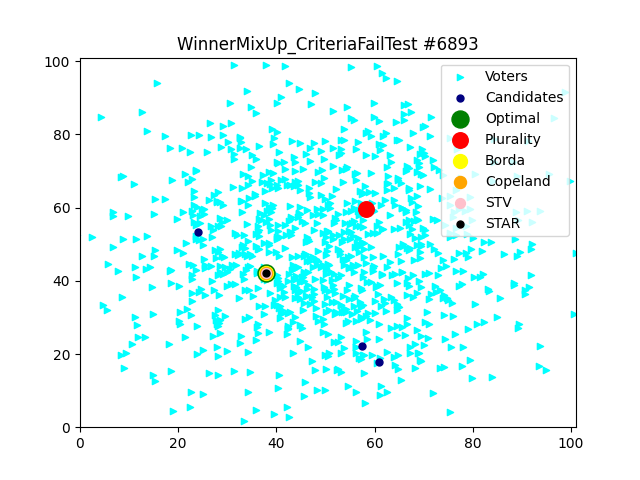 WinnerMixUp_CriteriaFailTest #6893
100
80
60
40
20
0
0
20
40
60
80
100
Voters
Candidates
Optimal
Plurality
Borda
Copeland
STV
STAR